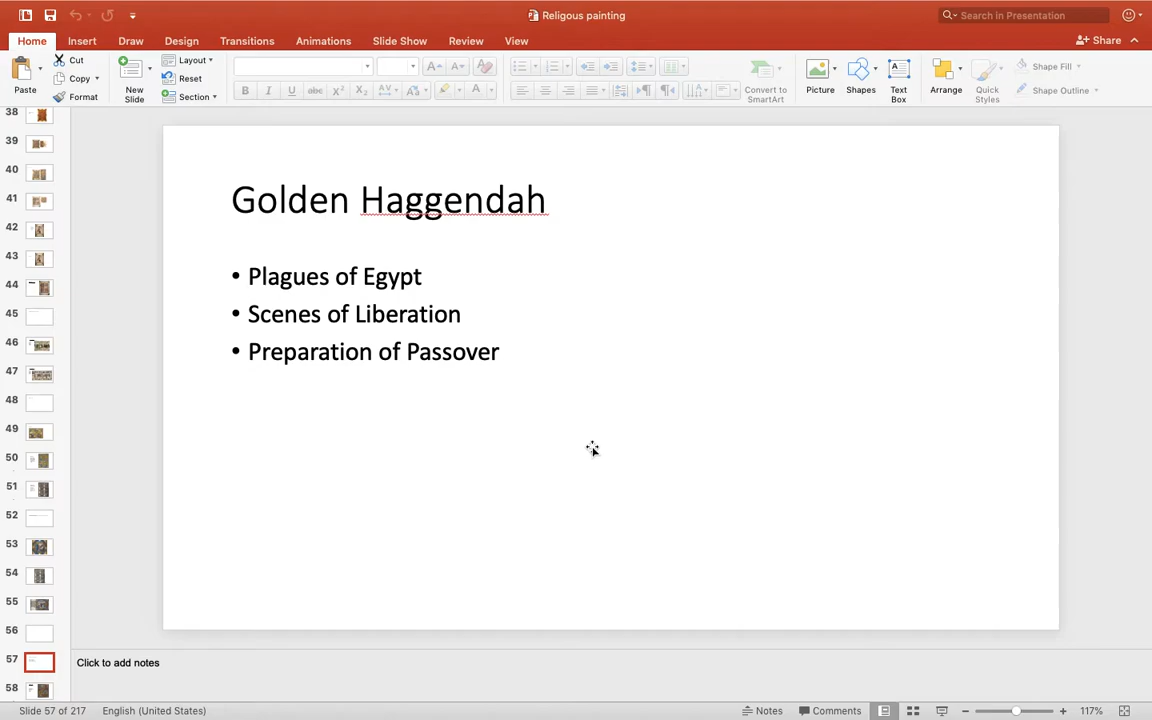 Religous painting
Search in Presentation
Home Insert Draw Design Transitions Animations Slide Show Review View
Share
Paste
Cut
Copy
Format
New Slide
Layout
Reset
Section
Convert to SmartArt
Picture
Shapes
Text Box
Arrange
Quick Styles
Shape Fill
Shape Outline
38
39
40
41
42
43
44
45
46
47
48
49
50
51
52
53
54
55
56
57
58
Golden Haggendah
• Plagues of Egypt
• Scenes of Liberation
• Preparation of Passover
Click to add notes
Slide 57 of 217 English (United States) Notes Comments 117%